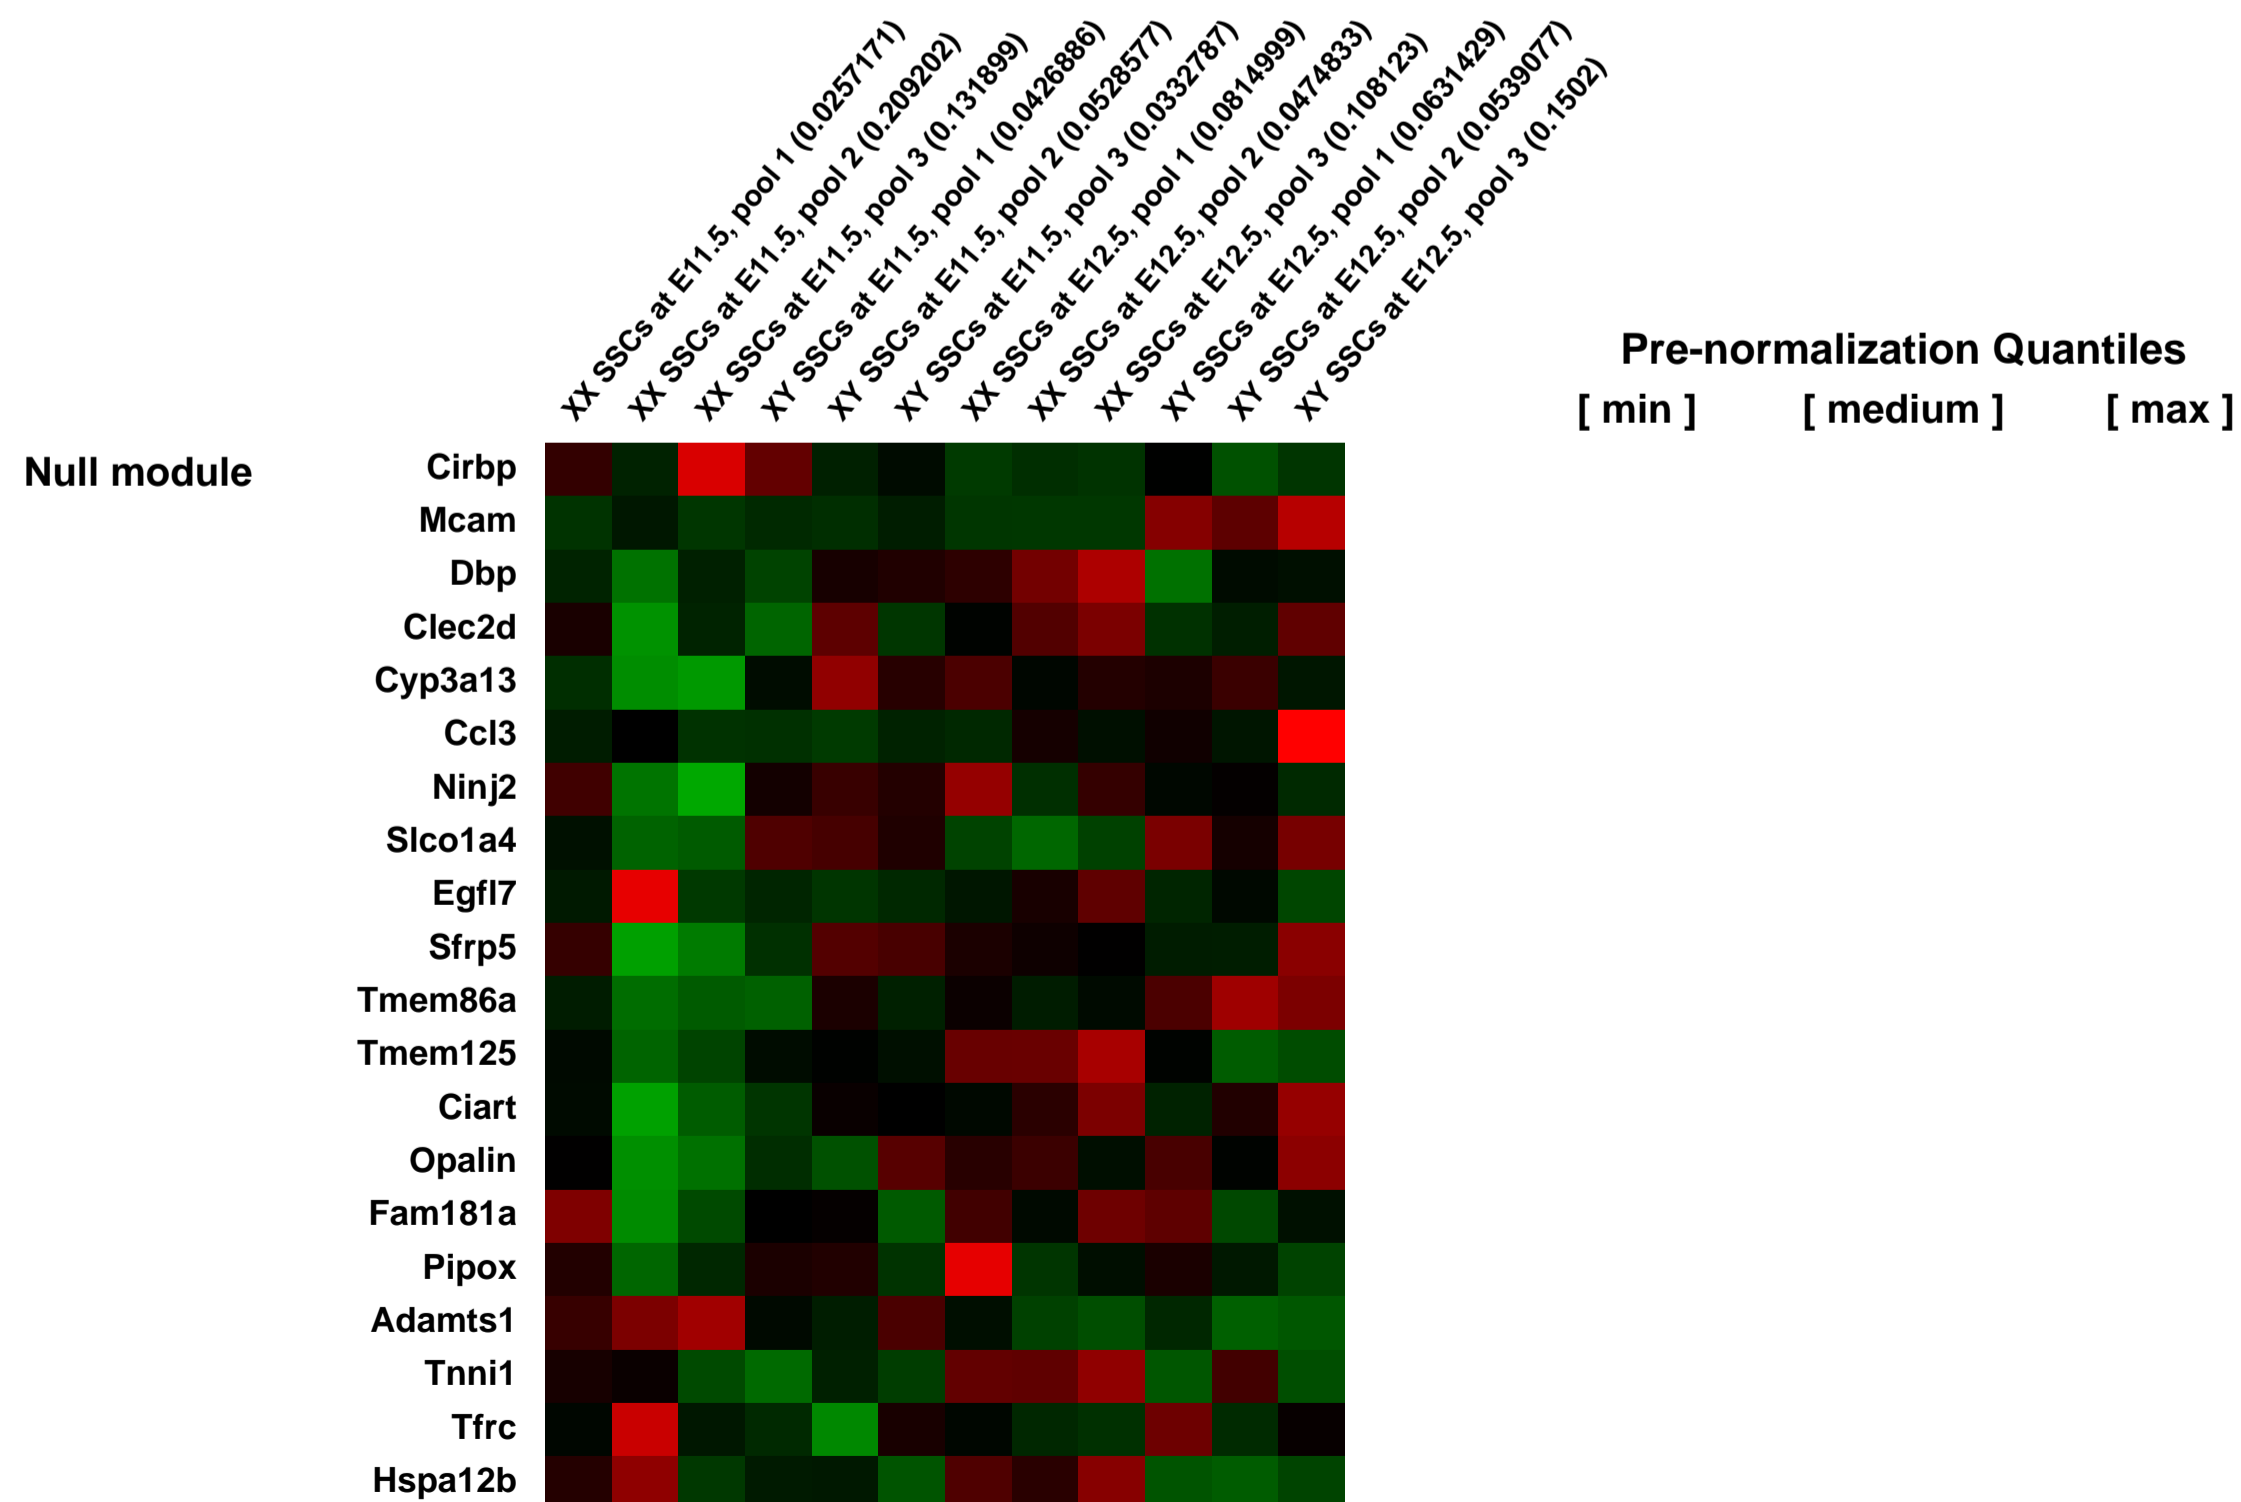 XX SSCs at E11.5, pool 1 (0.0257171)
XX SSCs at E11.5, pool 2 (0.209202)
XX SSCs at E11.5, pool 3 (0.131899)
XY SSCs at E11.5, pool 1 (0.0426886)
XY SSCs at E11.5, pool 2 (0.0528577)
XY SSCs at E11.5, pool 3 (0.0332787)
XX SSCs at E12.5, pool 1 (0.0814999)
XX SSCs at E12.5, pool 2 (0.0474833)
XX SSCs at E12.5, pool 3 (0.108123)
XY SSCs at E12.5, pool 1 (0.0631429)
XY SSCs at E12.5, pool 2 (0.0539077)
XY SSCs at E12.5, pool 3 (0.1502)
Pre-normalization Quantiles
[ min ] [ medium ] [ max ]
Null module
Cirbp
Mcam
Dbp
Clec2d
Cyp3a13
Ccl3
Ninj2
Slco1a4
Egfl7
Sfrp5
Tmem86a
Tmem125
Ciart
Opalin
Fam181a
Pipox
Adamts1
Tnni1
Tfrc
Hspa12b